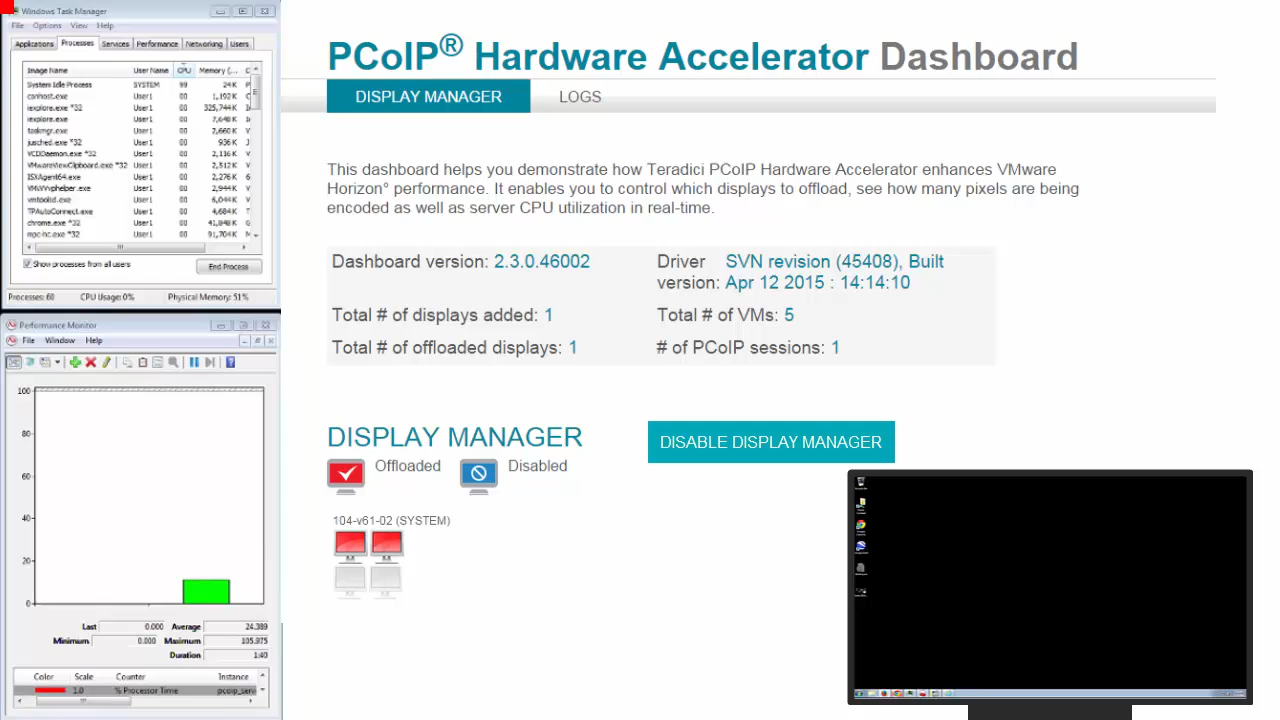 Windows Task Manager
File Options View Help
Applications Processes Services Performance Networking Users
Image Name User Name CPU Memory (...
System Idle Process SYSTEM 99 24 K
conhost.exe User1 00 1,192 K
iexplore.exe *32 User1 00 325,744 K
iexplore.exe User1 00 7,648 K
taskmgr.exe User1 00 2,660 K
jusched.exe *32 User1 00 936 K
VCDDaemon.exe *32 User1 00 2,116 K
VMwareViewClipboard.exe *32 User1 00 2,512 K
ISXAgent64.exe User1 00 2,276 K
VMWVvphelper.exe User1 00 2,944 K
vmtoolsd.exe User1 00 6,044 K
TPAutoConnect.exe User1 00 4,684 K
chrome.exe *32 User1 00 41,848 K
mpc-hc.exe *32 User1 00 91,704 K
Show processes from all users
End Process
Processes: 60 CPU Usage: 0% Physical Memory: 51%
Performance Monitor
File Window Help
100
80
60
40
20
0
Last 0.000 Average 24.389
Minimum 0.000 Maximum 105.975
Duration 1:40
Color Scale Counter Instance
1.0 % Processor Time pcoip_serv
PCoIP® Hardware Accelerator Dashboard
DISPLAY MANAGER LOGS
This dashboard helps you demonstrate how Teradici PCoIP Hardware Accelerator enhances VMware
Horizon° performance. It enables you to control which displays to offload, see how many pixels are being
encoded as well as server CPU utilization in real-time.
Dashboard version: 2.3.0.46002
Driver SVN revision (45408), Built
version: Apr 12 2015 : 14:14:10
Total # of displays added: 1
Total # of VMs: 5
Total # of offloaded displays: 1
# of PCoIP sessions: 1
DISPLAY MANAGER
DISABLE DISPLAY MANAGER
Offloaded Disabled
104-v61-02 (SYSTEM)